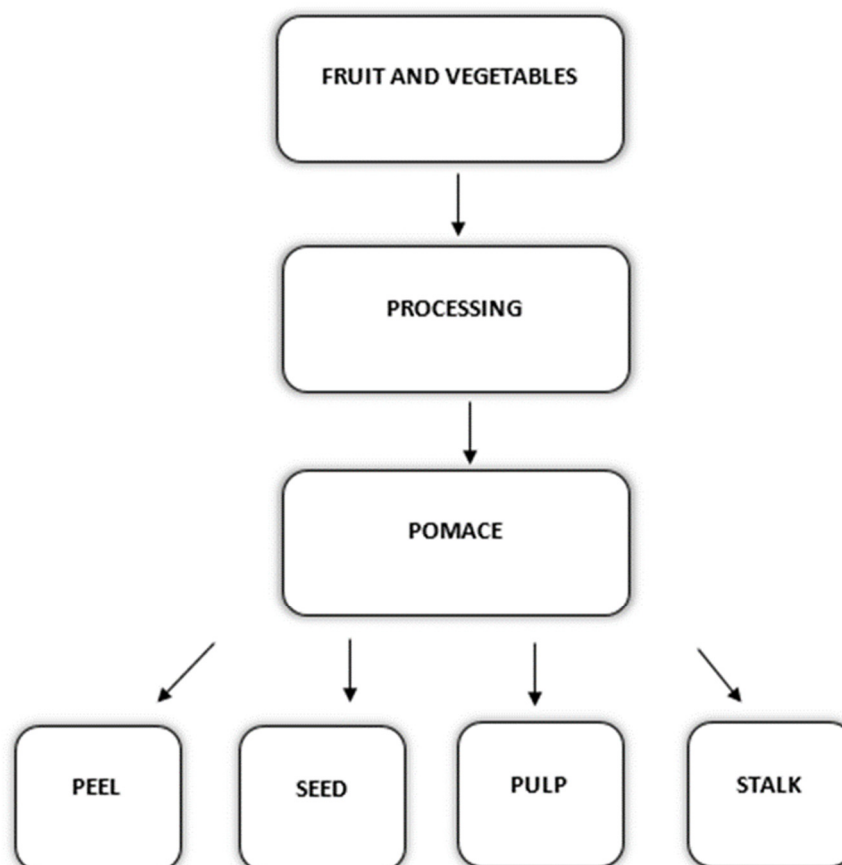 FRUIT AND VEGETABLES
PROCESSING
POMACE
PEEL
SEED
PULP
STALK